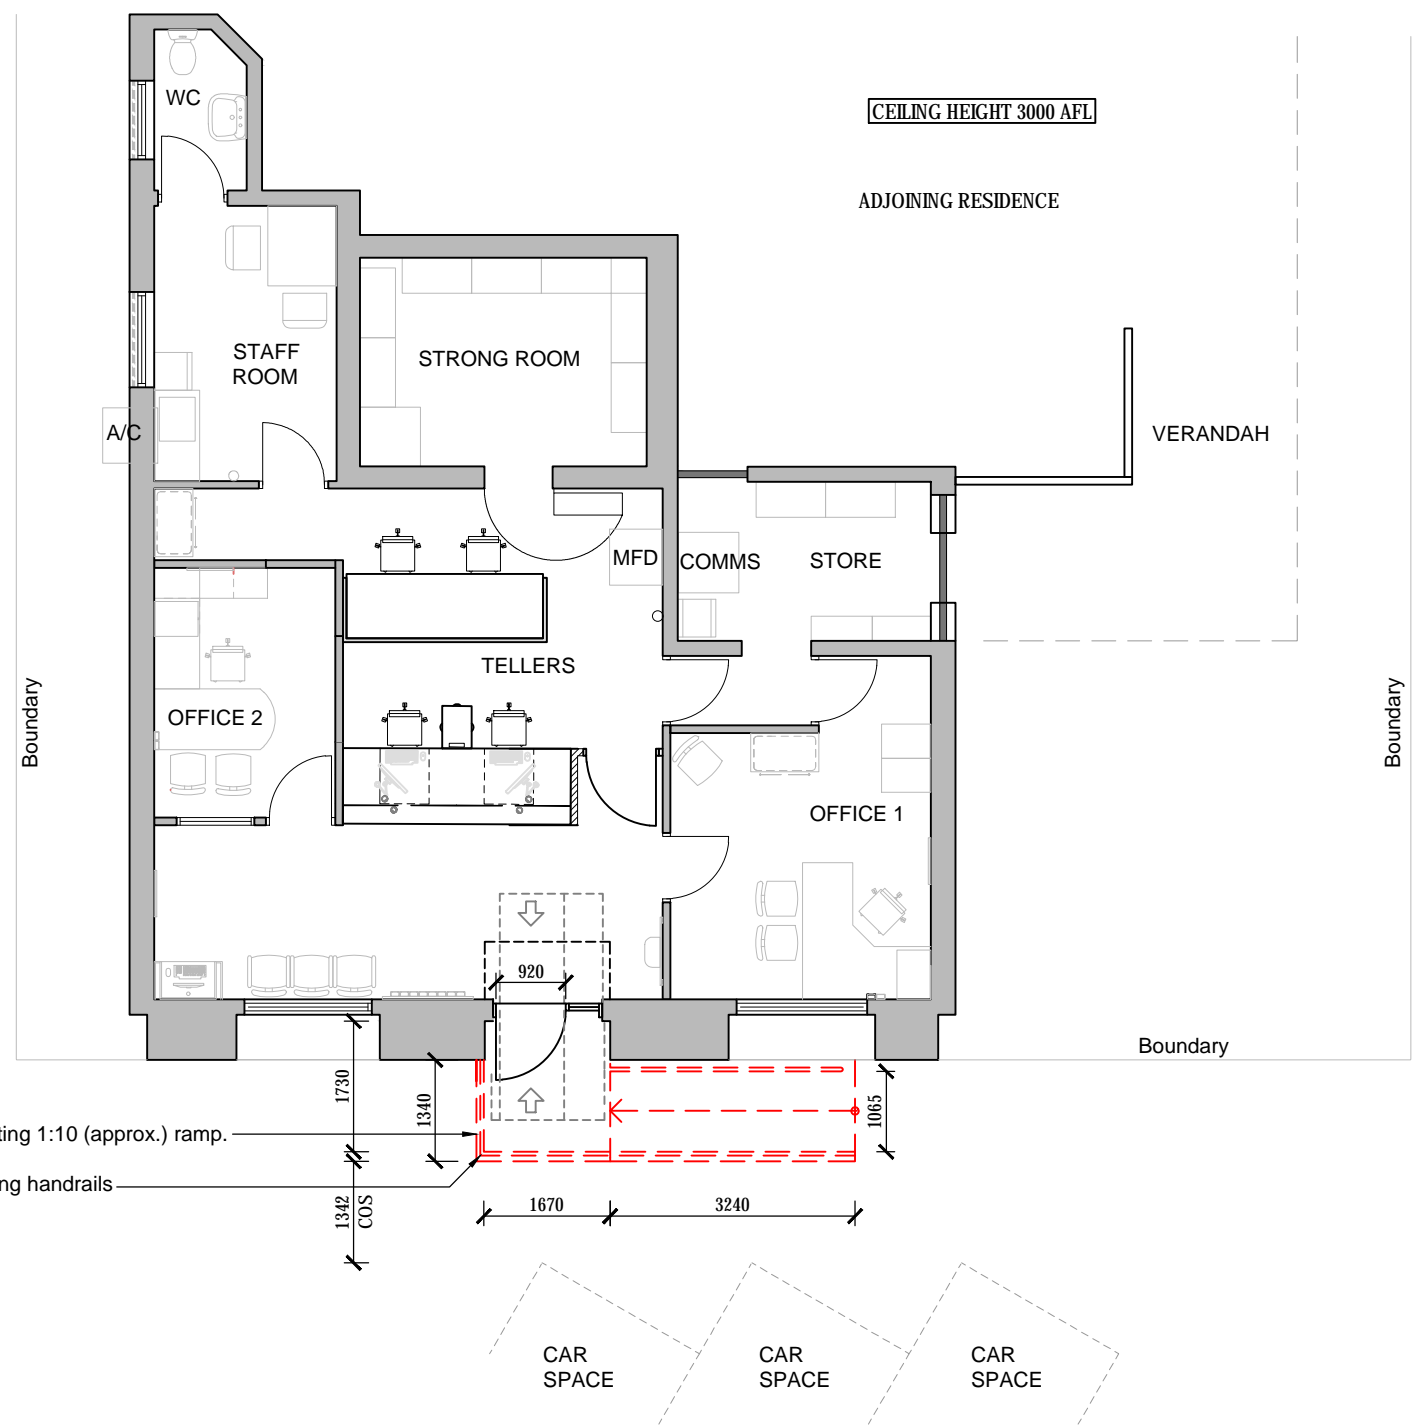 WC
CEILING HEIGHT 3000 AFL
ADJOINING RESIDENCE
STAFF
ROOM
STRONG ROOM
A/C
VERANDAH
MFD
COMMS
STORE
TELLERS
Boundary
OFFICE 2
Boundary
OFFICE 1
920
Boundary
1730
1340
1065
ting 1:10 (approx.) ramp.
ng handrails
1342
COS
1670
3240
CAR
SPACE
CAR
SPACE
CAR
SPACE